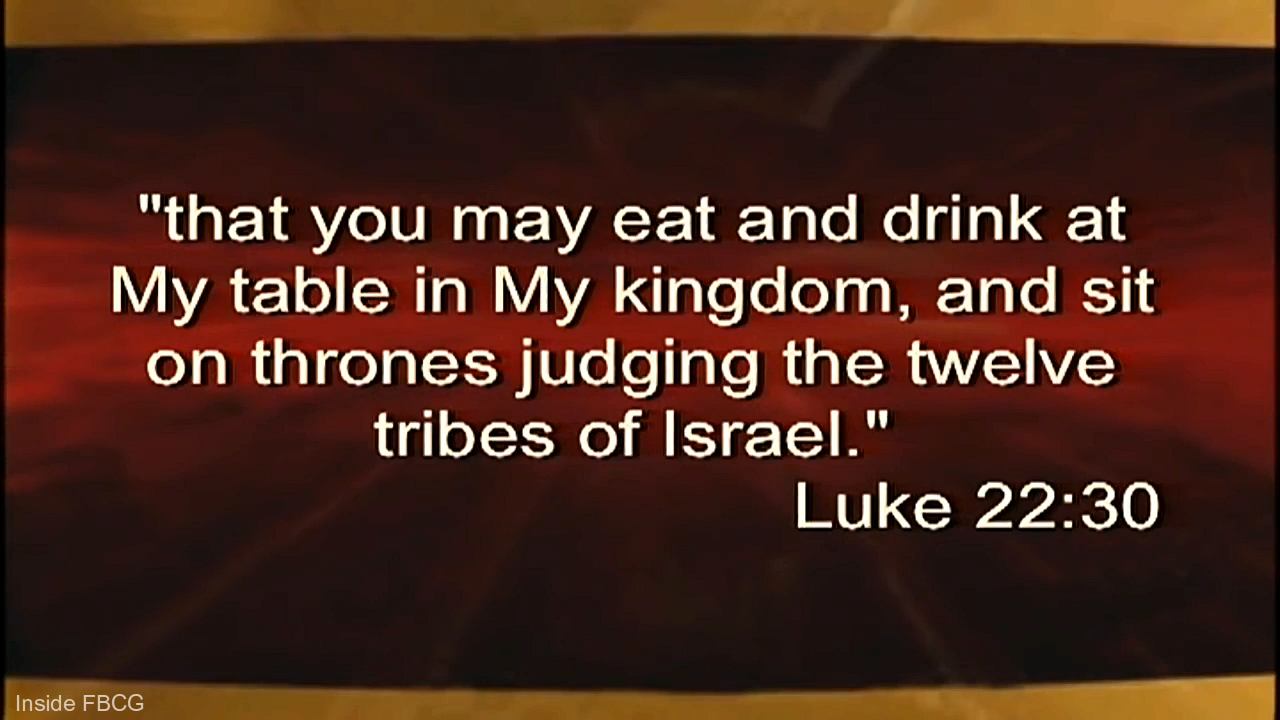 "that you may eat and drink at
My table in My kingdom, and sit
on thrones judging the twelve
tribes of Israel."
Luke 22:30
Inside FBCG